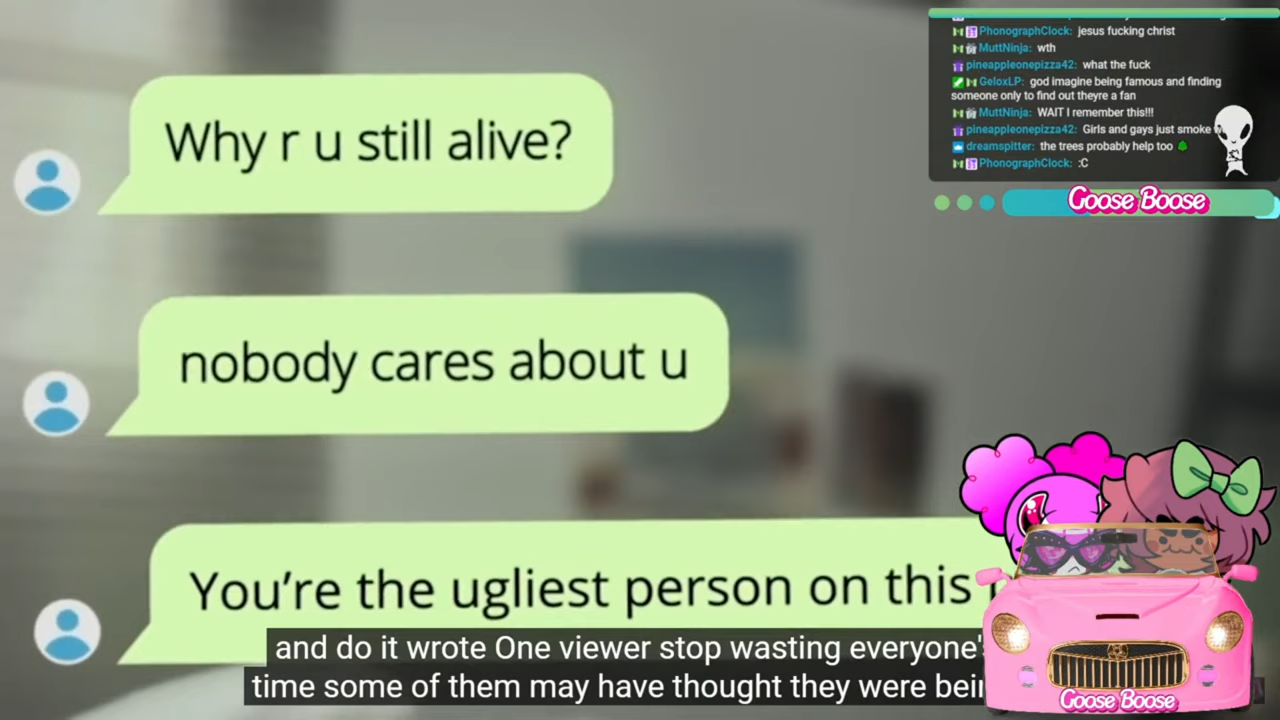 PhonographClock: jesus fucking christ
MuttNinja: wth
pineappleonepizza42: what the fuck
GeloxLP: god imagine being famous and finding
someone only to find out theyre a fan
MuttNinja: WAIT I remember this!!!
pineappleonepizza42: Girls and gays just smoke
dreamspitter: the trees probably help too
PhonographClock: :C
Goose Boose
Why r u still alive?
nobody cares about u
You're the ugliest person on this
and do it wrote One viewer stop wasting everyone'
time some of them may have thought they were
Goose Boose